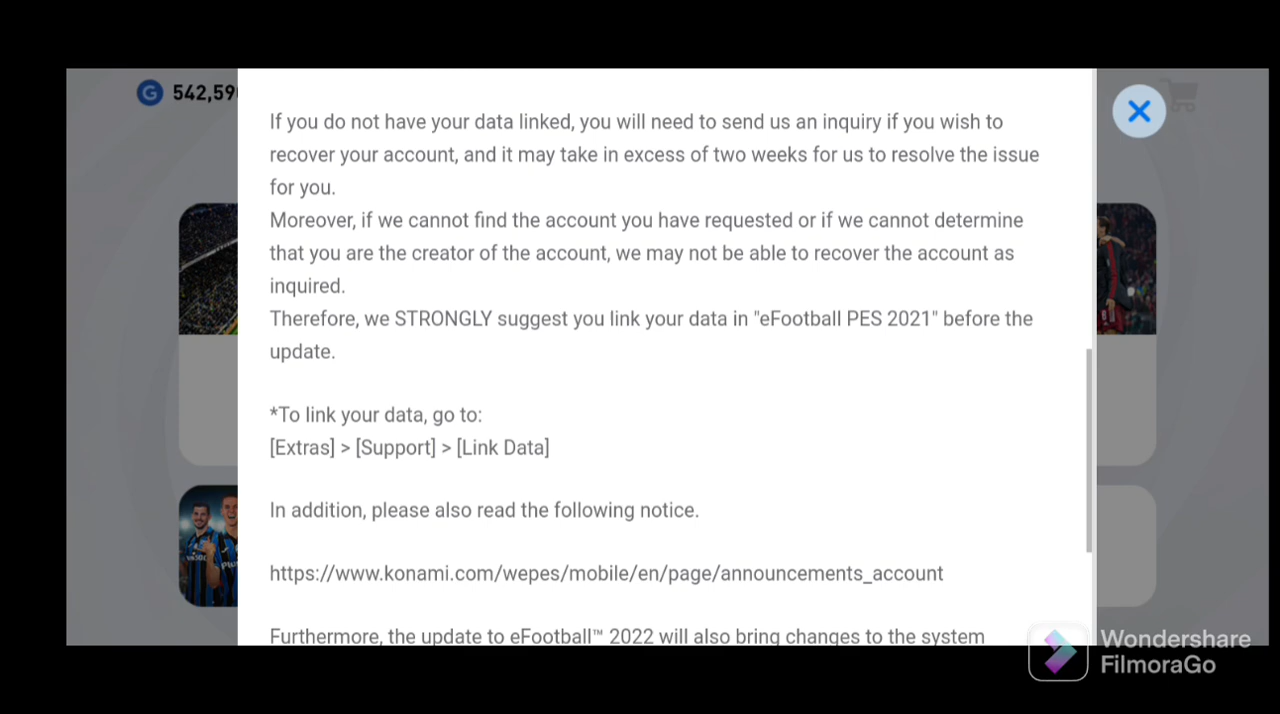 G 542,59
If you do not have your data linked, you will need to send us an inquiry if you wish to
recover your account, and it may take in excess of two weeks for us to resolve the issue
for you.
Moreover, if we cannot find the account you have requested or if we cannot determine
that you are the creator of the account, we may not be able to recover the account as
inquired.
Therefore, we STRONGLY suggest you link your data in "eFootball PES 2021" before the
update.
*To link your data, go to:
[Extras] > [Support] > [Link Data]
In addition, please also read the following notice.
https://www.konami.com/wepes/mobile/en/page/announcements_account
Furthermore, the update to eFootball™ 2022 will also bring changes to the system
Wondershare
FilmoraGo